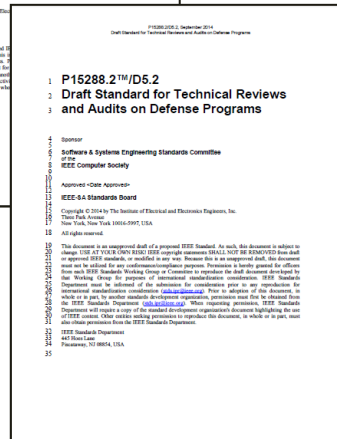 P15288.2/D5.2, September 2014
Draft Standard for Technical Reviews and Audits on Defense Programs
1 P15288.2™/D5.2
2 Draft Standard for Technical Reviews
3 and Audits on Defense Programs
4 Sponsor
5
6 Software & Systems Engineering Standards Committee
7 of the
8 IEEE Computer Society
9
10
11 Approved <Date Approved>
12
13 IEEE-SA Standards Board
14
15 Copyright © 2014 by The Institute of Electrical and Electronics Engineers, Inc.
16 Three Park Avenue
17 New York, New York 10016-5997, USA
18 All rights reserved.
19 This document is an unapproved draft of a proposed IEEE Standard. As such, this document is subject to
20 change. USE AT YOUR OWN RISK! IEEE copyright statements SHALL NOT BE REMOVED from draft
21 or approved IEEE standards, or modified in any way. Because this is an unapproved draft, this document
22 must not be utilized for any conformance/compliance purposes. Permission is hereby granted for officers
23 from each IEEE Standards Working Group or Committee to reproduce the draft document developed by
24 that Working Group for purposes of international standardization consideration. IEEE Standards
25 Department must be informed of the submission for consideration prior to any reproduction for
26 international standardization consideration (stds.ipr@ieee.org). Prior to adoption of this document, in
27 whole or in part, by another standards development organization, permission must first be obtained from
28 the IEEE Standards Department (stds.ipr@ieee.org). When requesting permission, IEEE Standards
29 Department will require a copy of the standard development organization's document highlighting the use
30 of IEEE content. Other entities seeking permission to reproduce this document, in whole or in part, must
31 also obtain permission from the IEEE Standards Department.
32 IEEE Standards Department
33 445 Hoes Lane
34 Piscataway, NJ 08854, USA
35